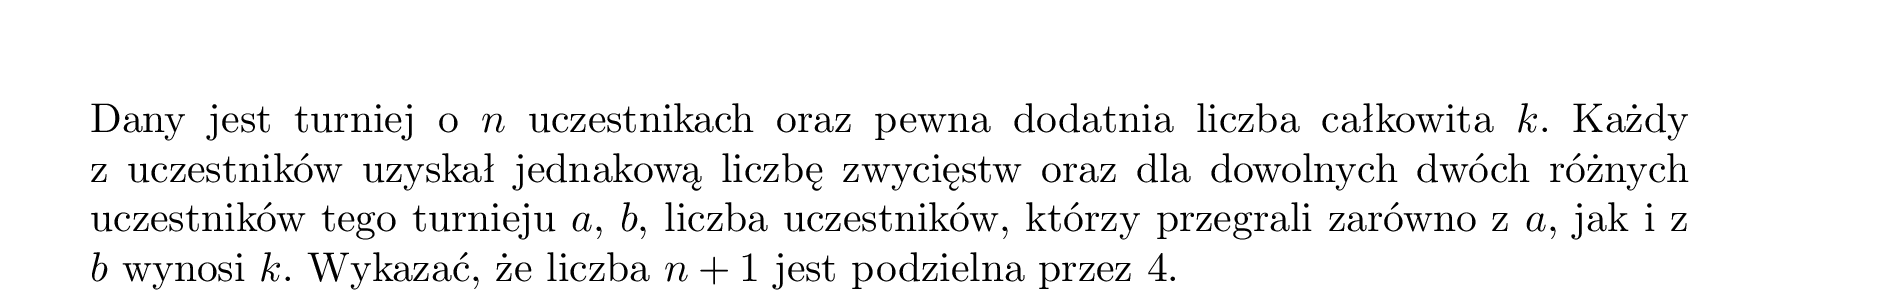 Dany jest turniej o n uczestnikach oraz pewna dodatnia liczba całkowita k. Każdy
z uczestników uzyskał jednakową liczbę zwycięstw oraz dla dowolnych dwóch różnych
uczestników tego turnieju a, b, liczba uczestników, którzy przegrali zarówno z a, jak i z
b wynosi k. Wykazać, że liczba n + 1 jest podzielna przez 4.